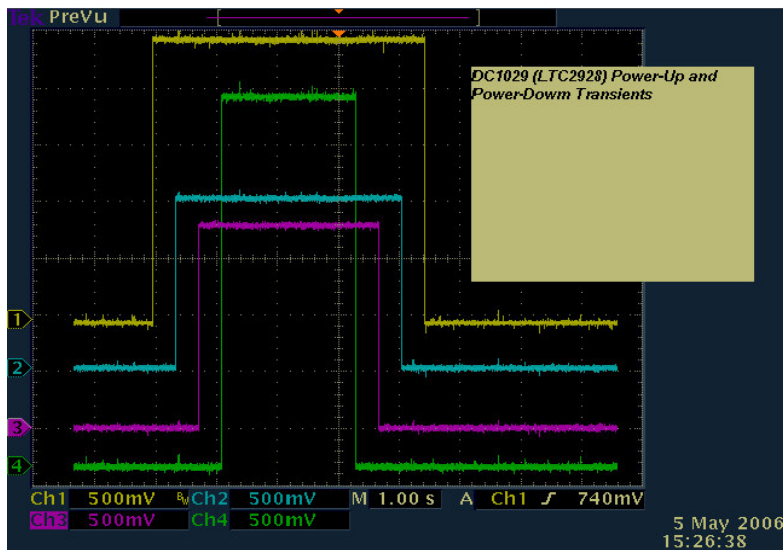 Tek PreVu
DC1029 (LTC2928) Power-Up and
Power-Dowm Transients
1
2
3
4
Ch1 500mV BW Ch2 500mV M 1.00 s A Ch1 740mV
Ch3 500mV Ch4 500mV
5 May 2006
15:26:38